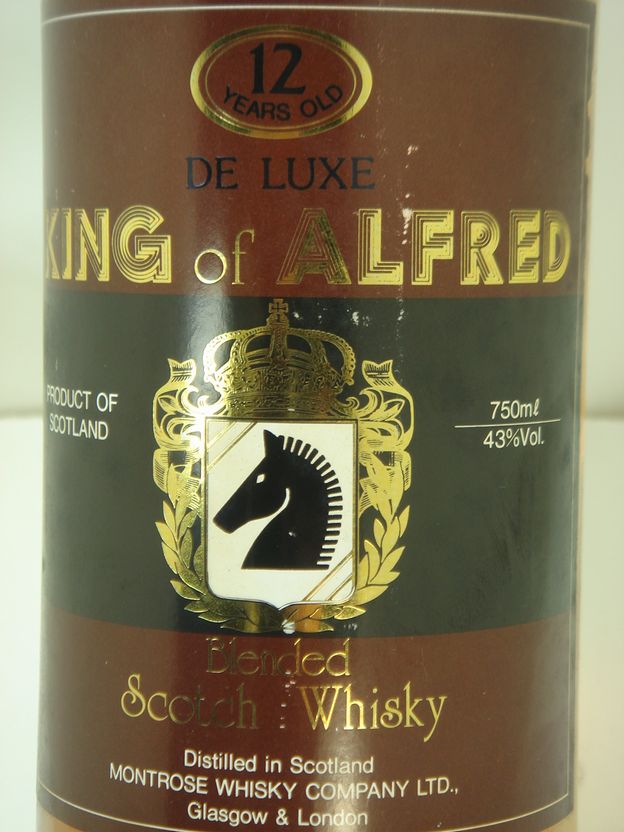 12
YEARS OLD
DE LUXE
KING of ALFRED
PRODUCT OF
SCOTLAND
750ml
43%Vol.
Blended
Scotch Whisky
Distilled in Scotland
MONTROSE WHISKY COMPANY LTD.,
Glasgow & London